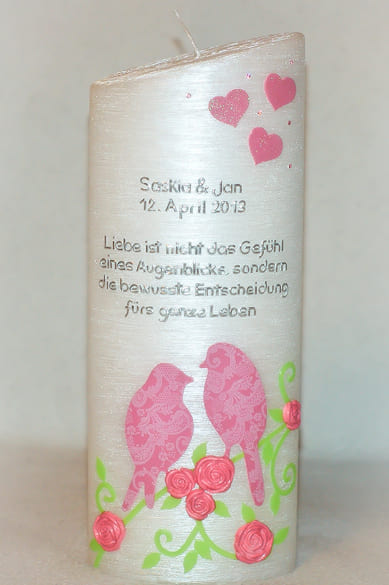 Saskia & Jan
12. April 2013
Liebe ist nicht das Gefühl
eines Augenblicks, sondern
die bewusste Entscheidung
fürs ganze Leben